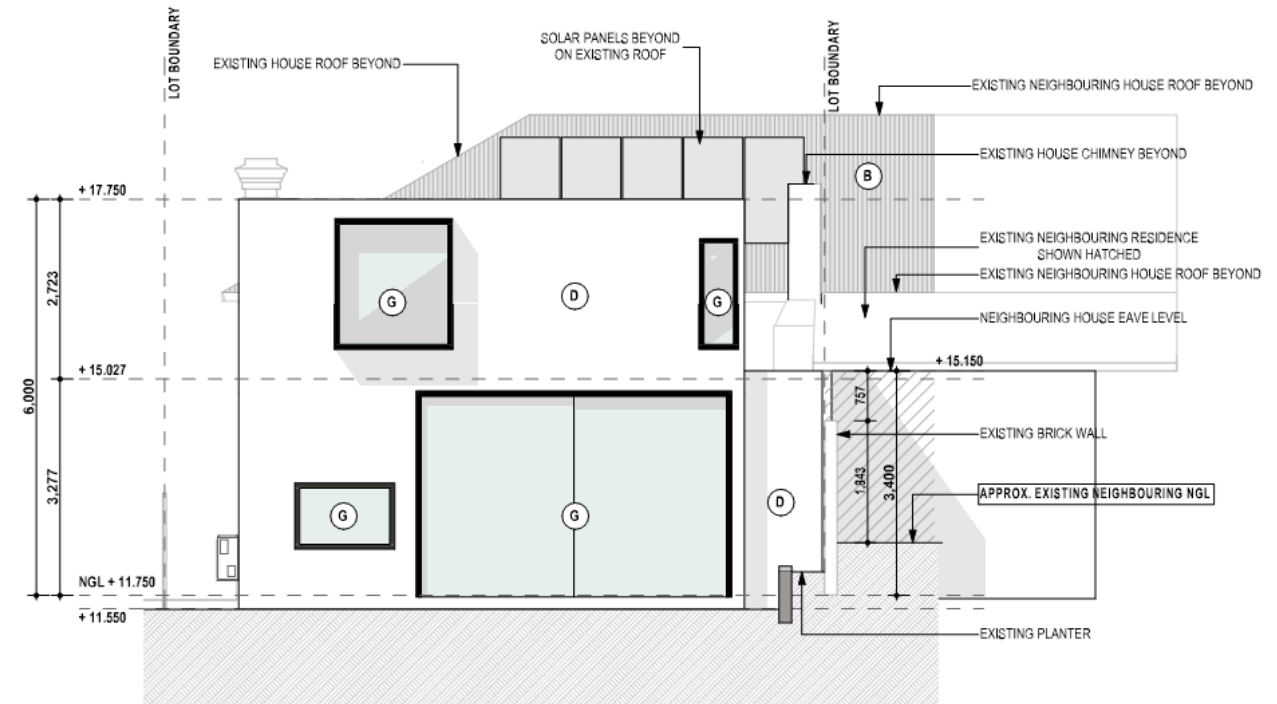 LOT BOUNDARY
SOLAR PANELS BEYOND
ON EXISTING ROOF
EXISTING HOUSE ROOF BEYOND
LOT BOUNDARY
EXISTING NEIGHBOURING HOUSE ROOF BEYOND
EXISTING HOUSE CHIMNEY BEYOND
B
+ 17.750
EXISTING NEIGHBOURING RESIDENCE
SHOWN HATCHED
EXISTING NEIGHBOURING HOUSE ROOF BEYOND
2,723
G
D
G
NEIGHBOURING HOUSE EAVE LEVEL
+ 15.150
+ 15.027
6,000
757
EXISTING BRICK WALL
3,277
1,843
3,400
APPROX. EXISTING NEIGHBOURING NGL
G
G
D
NGL + 11.750
+ 11.550
EXISTING PLANTER